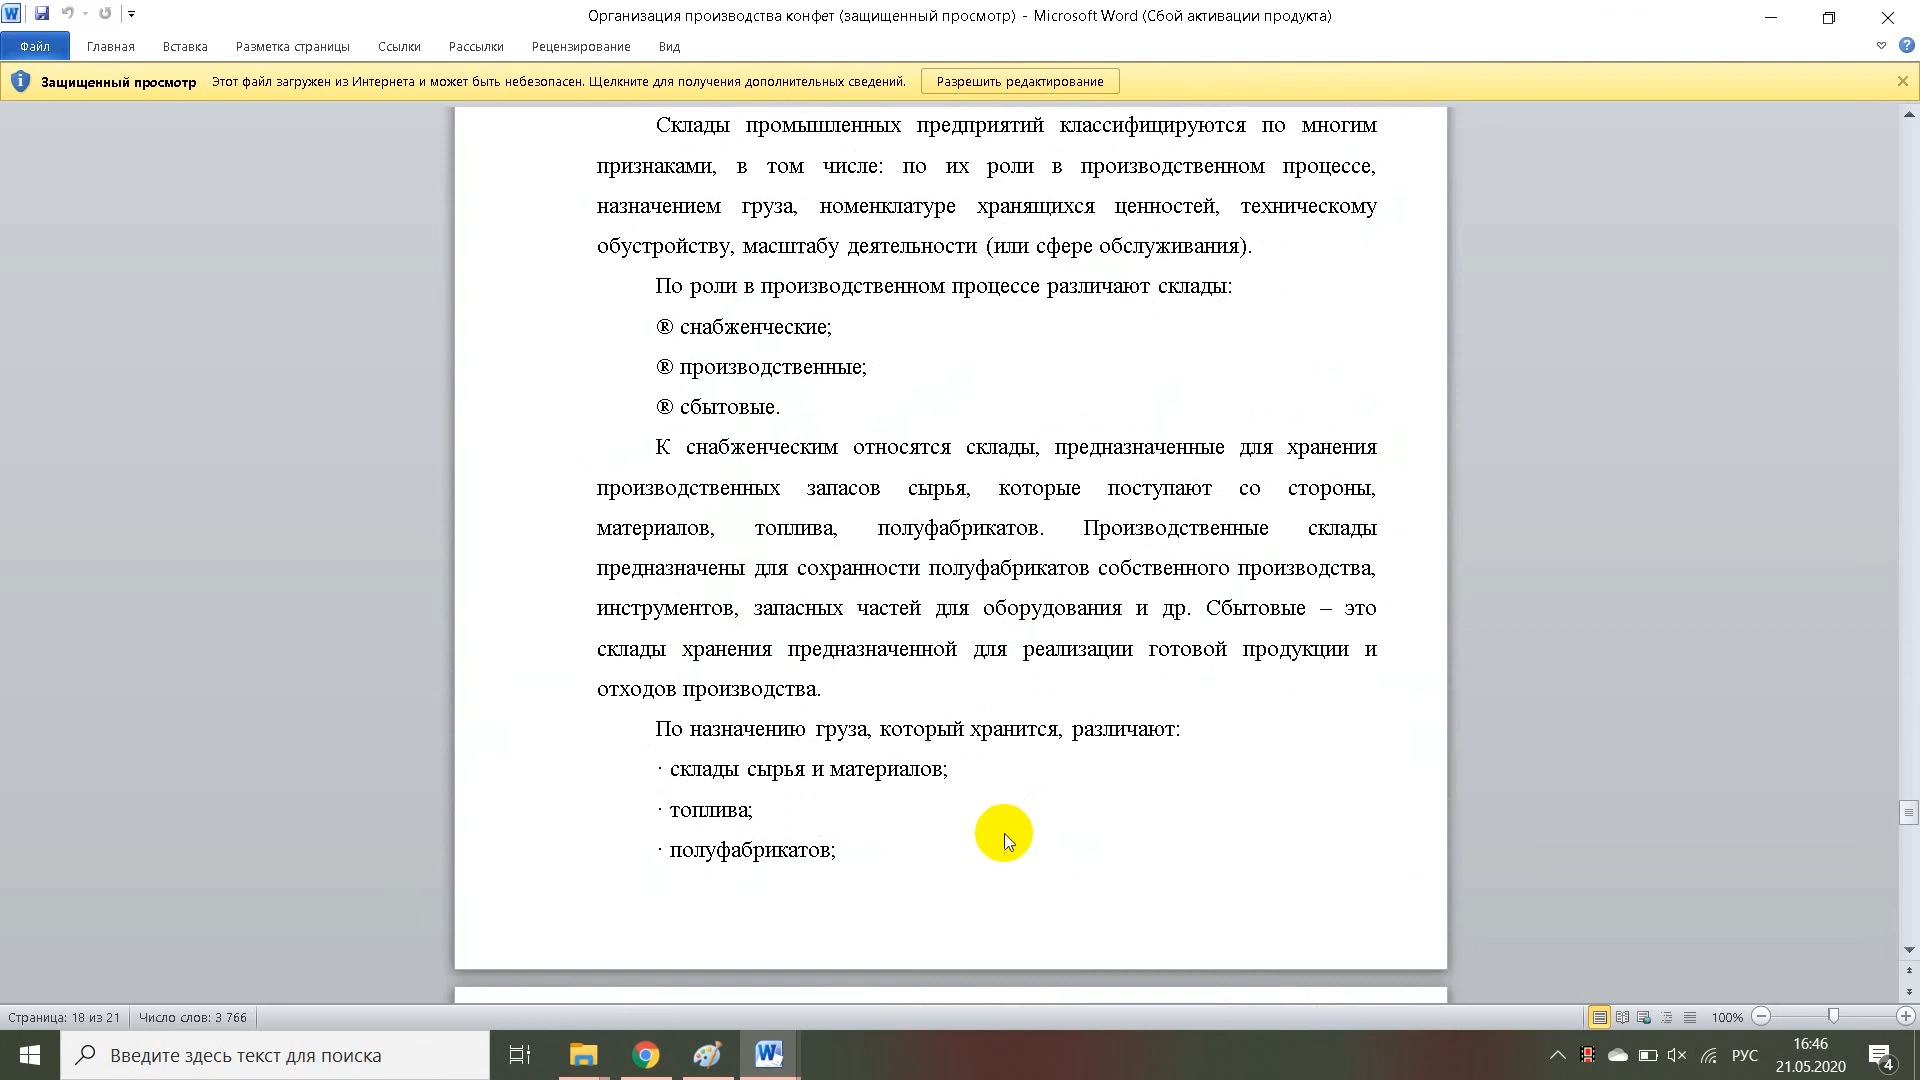 Организация производства конфет (защищенный просмотр) - Microsoft Word (Сбой активации продукта)
Файл Главная Вставка Разметка страницы Ссылки Рассылки Рецензирование Вид
Защищенный просмотр Этот файл загружен из Интернета и может быть небезопасен. Щелкните для получения дополнительных сведений. Разрешить редактирование
Склады промышленных предприятий классифицируются по многим
признаками, в том числе: по их роли в производственном процессе,
назначением груза, номенклатуре хранящихся ценностей, техническому
обустройству, масштабу деятельности (или сфере обслуживания).
По роли в производственном процессе различают склады:
® снабженческие;
® производственные;
® сбытовые.
К снабженческим относятся склады, предназначенные для хранения
производственных запасов сырья, которые поступают со стороны,
материалов, топлива, полуфабрикатов. Производственные склады
предназначены для сохранности полуфабрикатов собственного производства,
инструментов, запасных частей для оборудования и др. Сбытовые – это
склады хранения предназначенной для реализации готовой продукции и
отходов производства.
По назначению груза, который хранится, различают:
· склады сырья и материалов;
· топлива;
· полуфабрикатов;
Страница: 18 из 21 Число слов: 3 766 100%
Введите здесь текст для поиска РУС 16:46
21.05.2020 4